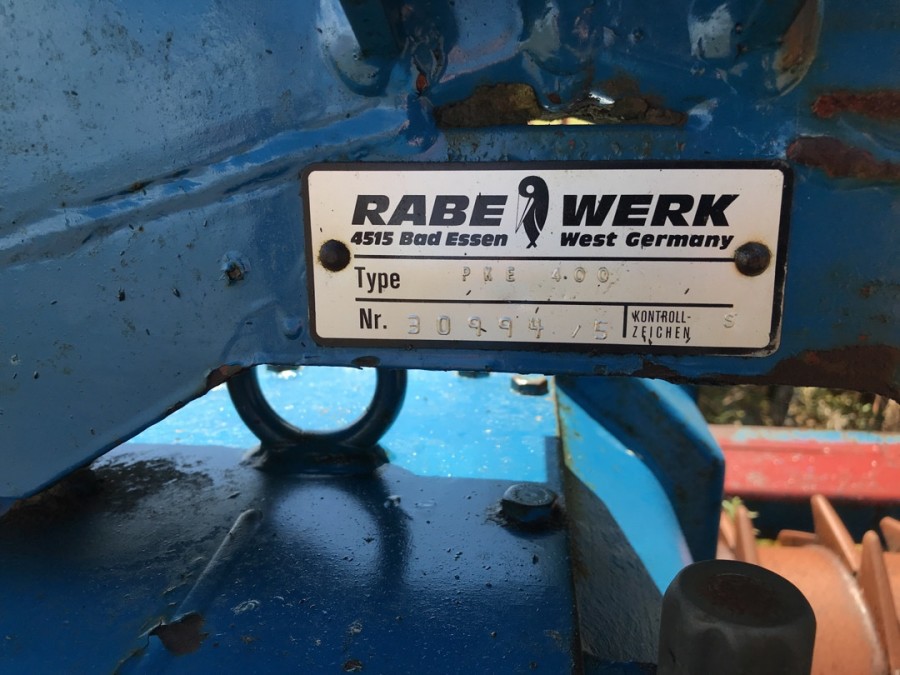 RABE WERK
4515 Bad Essen West Germany
Type PKE 400
Nr. 30994/5 KONTROLL-
ZEICHEN S